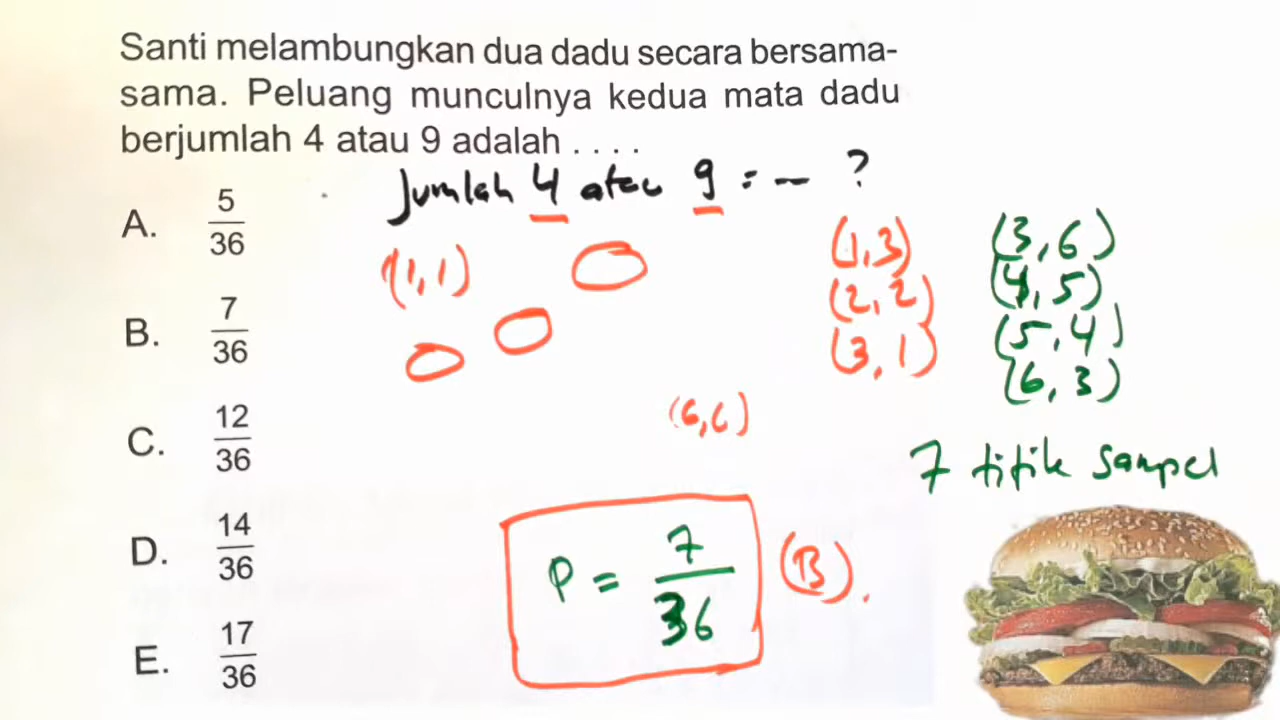 Santi melambungkan dua dadu secara bersama-
sama. Peluang munculnya kedua mata dadu
berjumlah 4 atau 9 adalah . . . .
Jumlah 4 atau 9 = ?
A. 5/36
B. 7/36
C. 12/36
D. 14/36
E. 17/36
(1,1)
(6,6)
(1,3)
(2,2)
(3,1)
(3,6)
(4,5)
(5,4)
(6,3)
7 titik sampel
P = 7/36 (B).